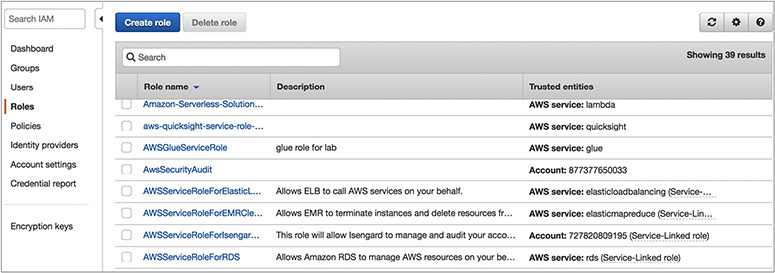 Search IAM
Dashboard
Groups
Users
Roles
Policies
Identity providers
Account settings
Credential report
Encryption keys
Create role Delete role
Search Showing 39 results
Role name Description Trusted entities
Amazon-Serverless-Solution... AWS service: lambda
aws-quicksight-service-role-... AWS service: quicksight
AWSGlueServiceRole glue role for lab AWS service: glue
AwsSecurityAudit Account: 877377650033
AWSServiceRoleForElasticL... Allows ELB to call AWS services on your behalf. AWS service: elasticloadbalancing (Service-...
AWSServiceRoleForEMRCle... Allows EMR to terminate instances and delete resources fr... AWS service: elasticmapreduce (Service-Lin...
AWSServiceRoleForIsengar... This role will allow Isengard to manage and audit your acco... Account: 727820809195 (Service-Linked role)
AWSServiceRoleForRDS Allows Amazon RDS to manage AWS resources on your be... AWS service: rds (Service-Linked role)